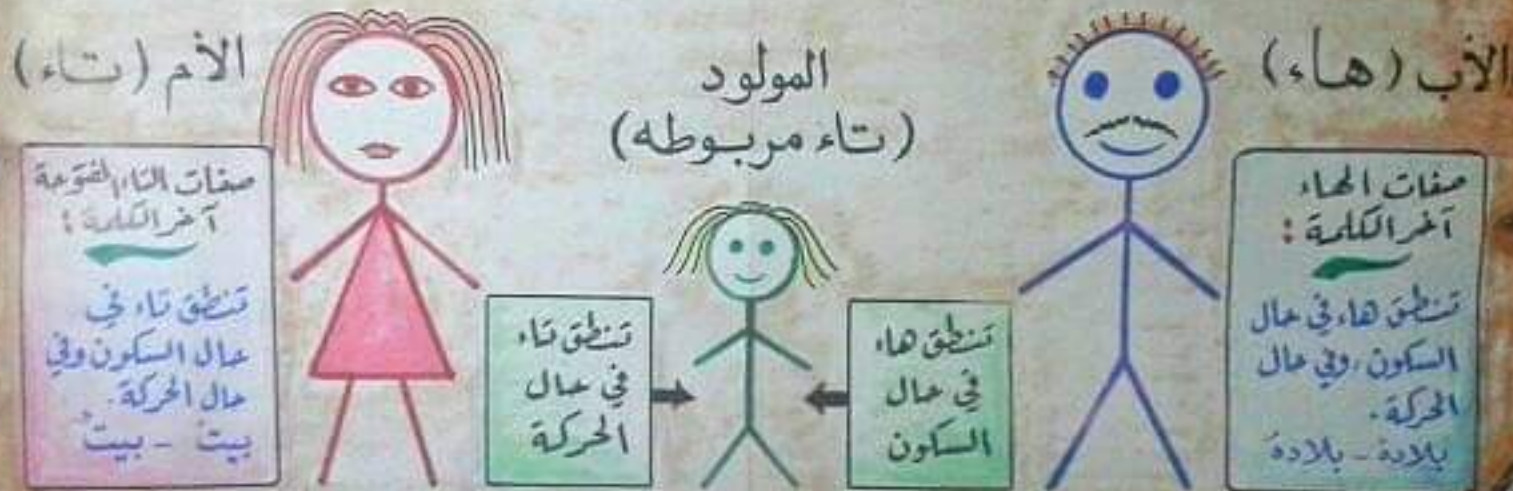 الأب (هاء)
صفات الهاء
آخر الكلمة :
تنطق هاء في حال
السكون، وفي حال
الحركة.
بلادهْ - بلادهُ
المولود
(تاء مربوطه)
تنطق هاء
في حال
السكون
تنطق تاء
في حال
الحركة
الأم (تاء)
صفات التاء المفتوحة
آخر الكلمة :
تنطق تاء في
حال السكون وفي
حال الحركة.
بيتْ - بيتُ